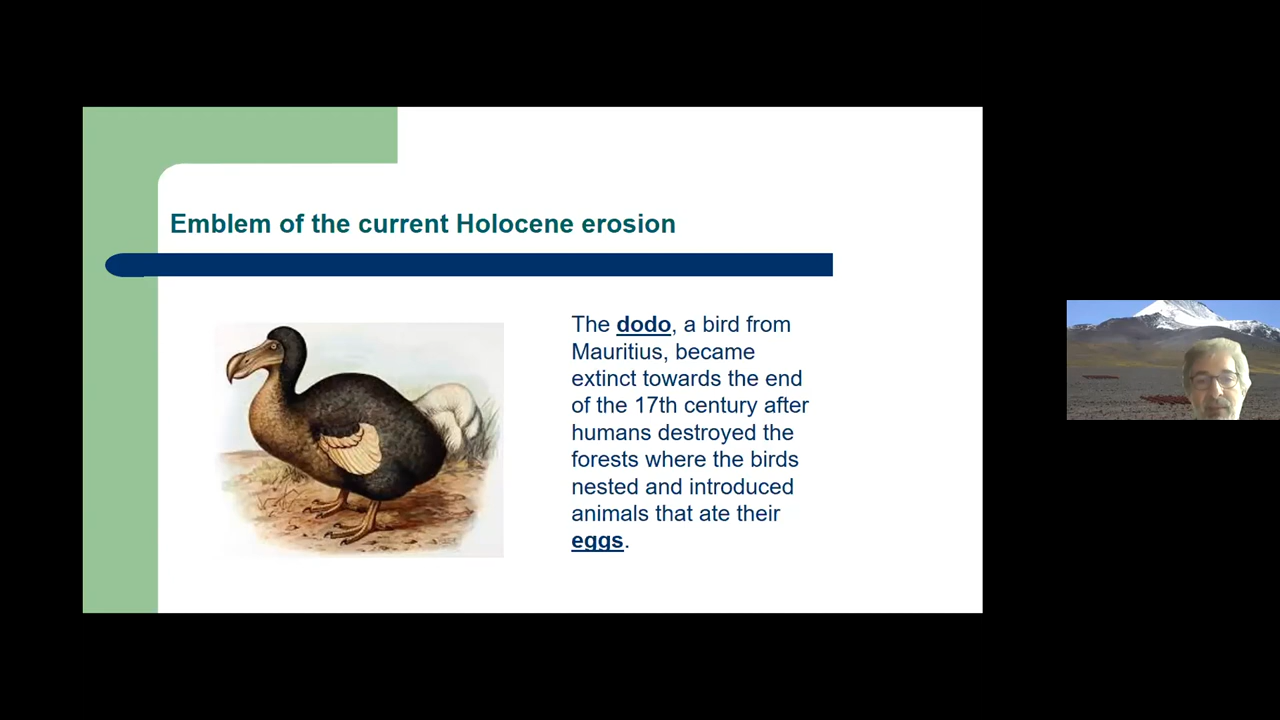 Emblem of the current Holocene erosion
The dodo, a bird from
Mauritius, became
extinct towards the end
of the 17th century after
humans destroyed the
forests where the birds
nested and introduced
animals that ate their
eggs.